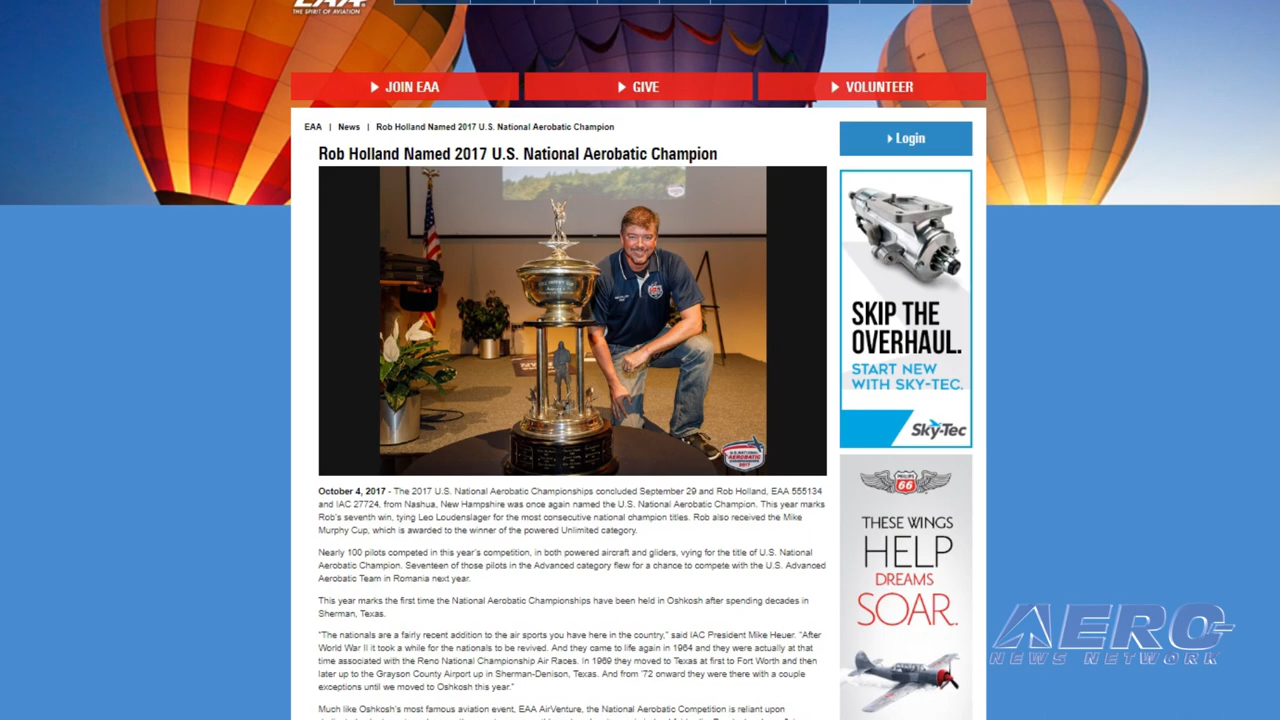 EAA
THE SPIRIT OF AVIATION
JOIN EAA
GIVE
VOLUNTEER
EAA | News | Rob Holland Named 2017 U.S. National Aerobatic Champion
Rob Holland Named 2017 U.S. National Aerobatic Champion
U.S. NATIONAL
AEROBATIC
CHAMPIONSHIPS
2017
October 4, 2017 - The 2017 U.S. National Aerobatic Championships concluded September 29 and Rob Holland, EAA 555134
and IAC 27724, from Nashua, New Hampshire was once again named the U.S. National Aerobatic Champion. This year marks
Rob's seventh win, tying Leo Loudenslager for the most consecutive national champion titles. Rob also received the Mike
Murphy Cup, which is awarded to the winner of the powered Unlimited category.
Nearly 100 pilots competed in this year's competition, in both powered aircraft and gliders, vying for the title of U.S. National
Aerobatic Champion. Seventeen of those pilots in the Advanced category flew for a chance to compete with the U.S. Advanced
Aerobatic Team in Romania next year.
This year marks the first time the National Aerobatic Championships have been held in Oshkosh after spending decades in
Sherman, Texas.
"The nationals are a fairly recent addition to the air sports you have here in the country," said IAC President Mike Heuer. "After
World War II it took a while for the nationals to be revived. And they came to life again in 1964 and they were actually at that
time associated with the Reno National Championship Air Races. In 1969 they moved to Texas at first to Fort Worth and then
later up to the Grayson County Airport up in Sherman-Denison, Texas. And from '72 onward they were there with a couple
exceptions until we moved to Oshkosh this year."
Much like Oshkosh's most famous aviation event, EAA AirVenture, the National Aerobatic Competition is reliant upon
Login
SKIP THE
OVERHAUL.
START NEW
WITH SKY-TEC.
Sky-Tec
PHILLIPS
66
THESE WINGS
HELP
DREAMS
SOAR.
AERO
NEWS NETWORK